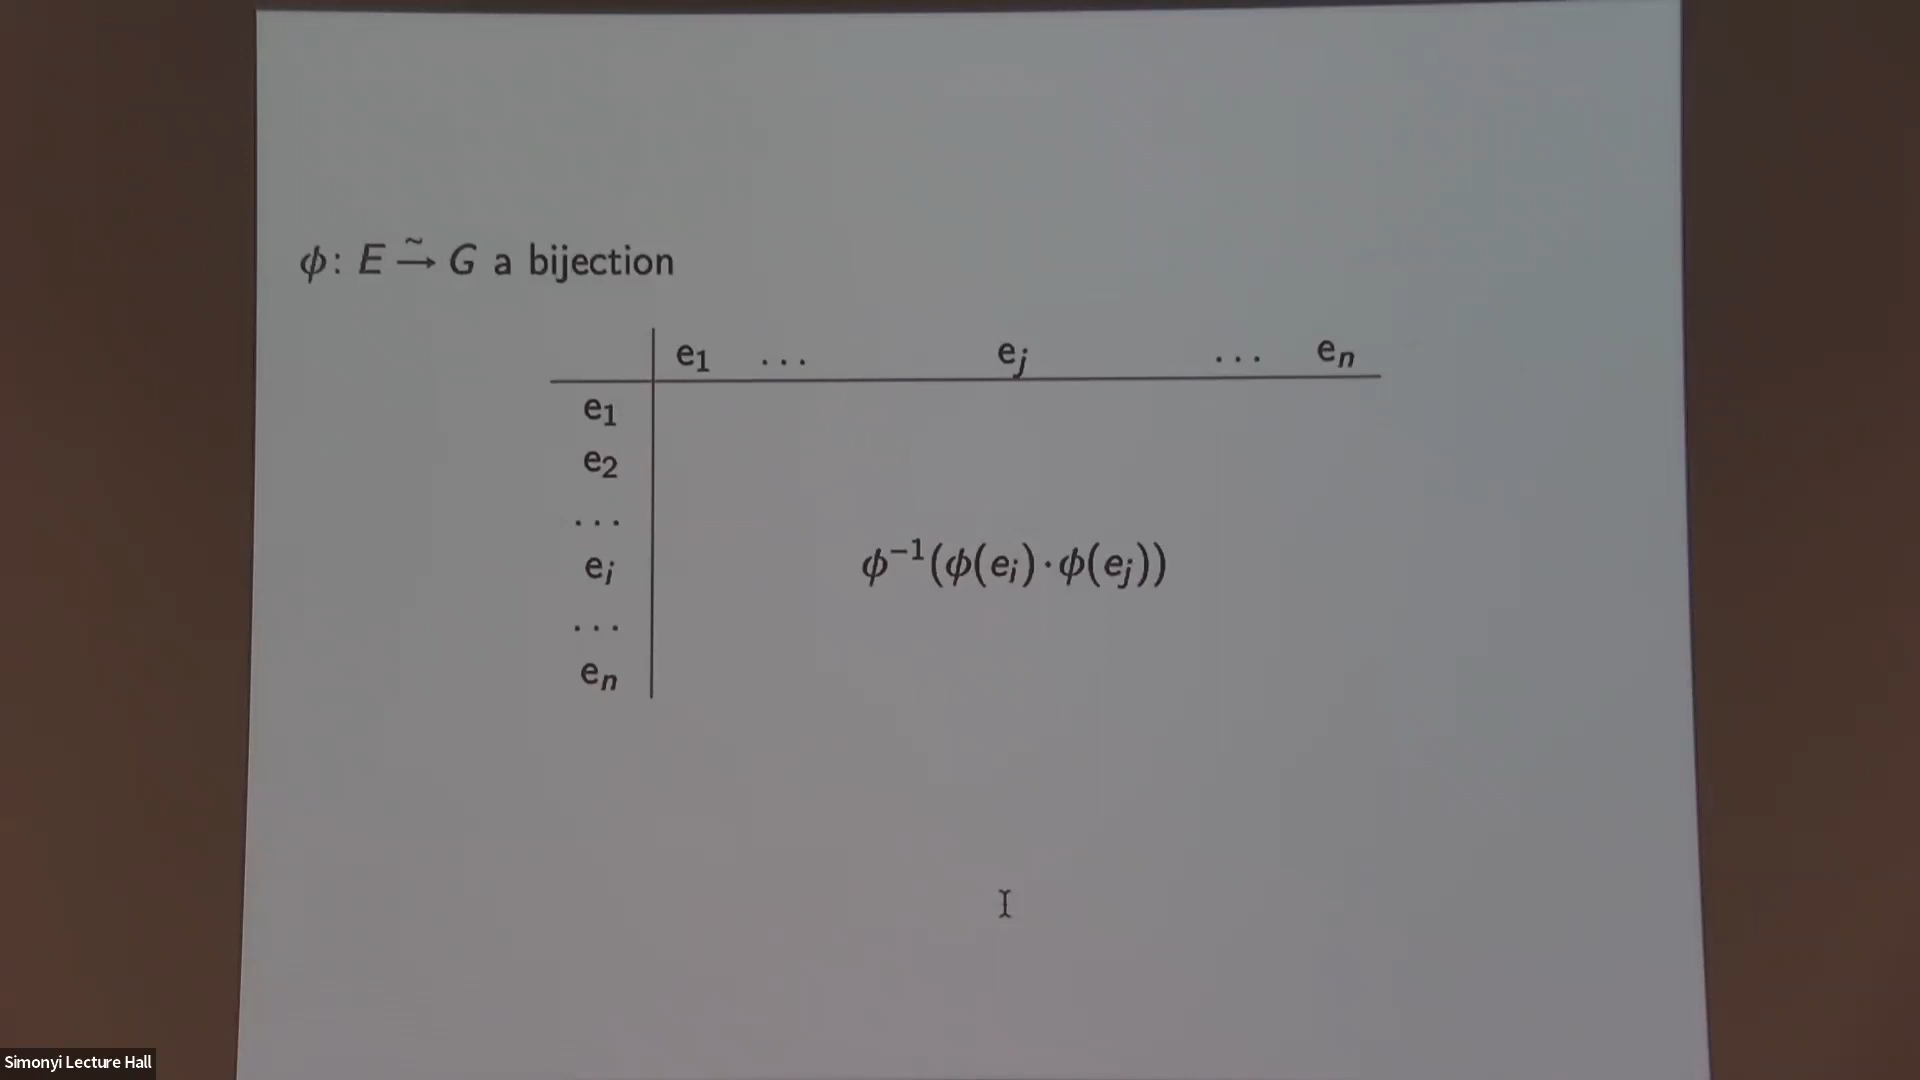 ϕ: E ⥲ G a bijection
e₁ ... eⱼ ... eₙ
e₁
e₂
...
eᵢ ϕ⁻¹(ϕ(eᵢ)·ϕ(eⱼ))
...
eₙ
Simonyi Lecture Hall